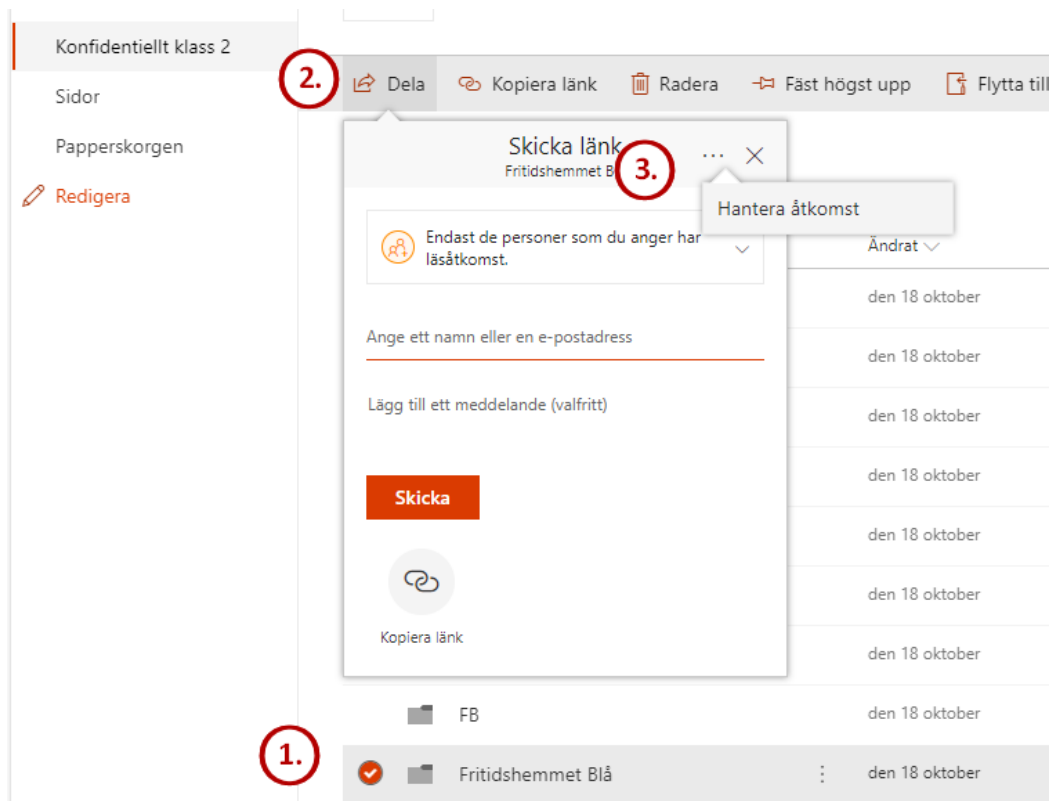 Konfidentiellt klass 2
Sidor
Papperskorgen
Redigera
2.
Dela
Kopiera länk
Radera
Fäst högst upp
Flytta till
Skicka länk
Fritidshemmet B
3.
...
Hantera åtkomst
Endast de personer som du anger har
läsåtkomst.
Ange ett namn eller en e-postadress
Lägg till ett meddelande (valfritt)
Skicka
Kopiera länk
Ändrat
den 18 oktober
den 18 oktober
den 18 oktober
den 18 oktober
den 18 oktober
den 18 oktober
den 18 oktober
FB
den 18 oktober
1.
Fritidshemmet Blå
den 18 oktober